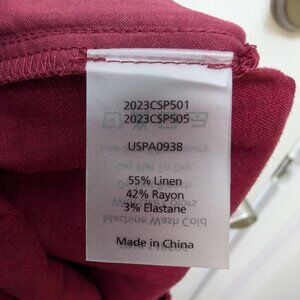 2023CSP501
2023CSP505
USPA0938
55% Linen
42% Rayon
3% Elastane
Made in China
Machine Wash Cold